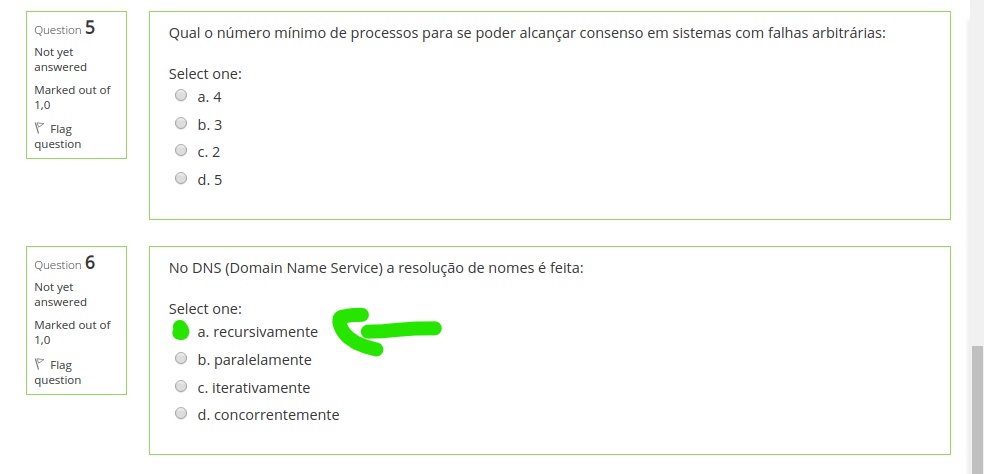 Question 5
Not yet
answered
Marked out of
1,0
Flag
question
Qual o número mínimo de processos para se poder alcançar consenso em sistemas com falhas arbitrárias:
Select one:
a. 4
b. 3
c. 2
d. 5
Question 6
Not yet
answered
Marked out of
1,0
Flag
question
No DNS (Domain Name Service) a resolução de nomes é feita:
Select one:
a. recursivamente
b. paralelamente
c. iterativamente
d. concorrentemente